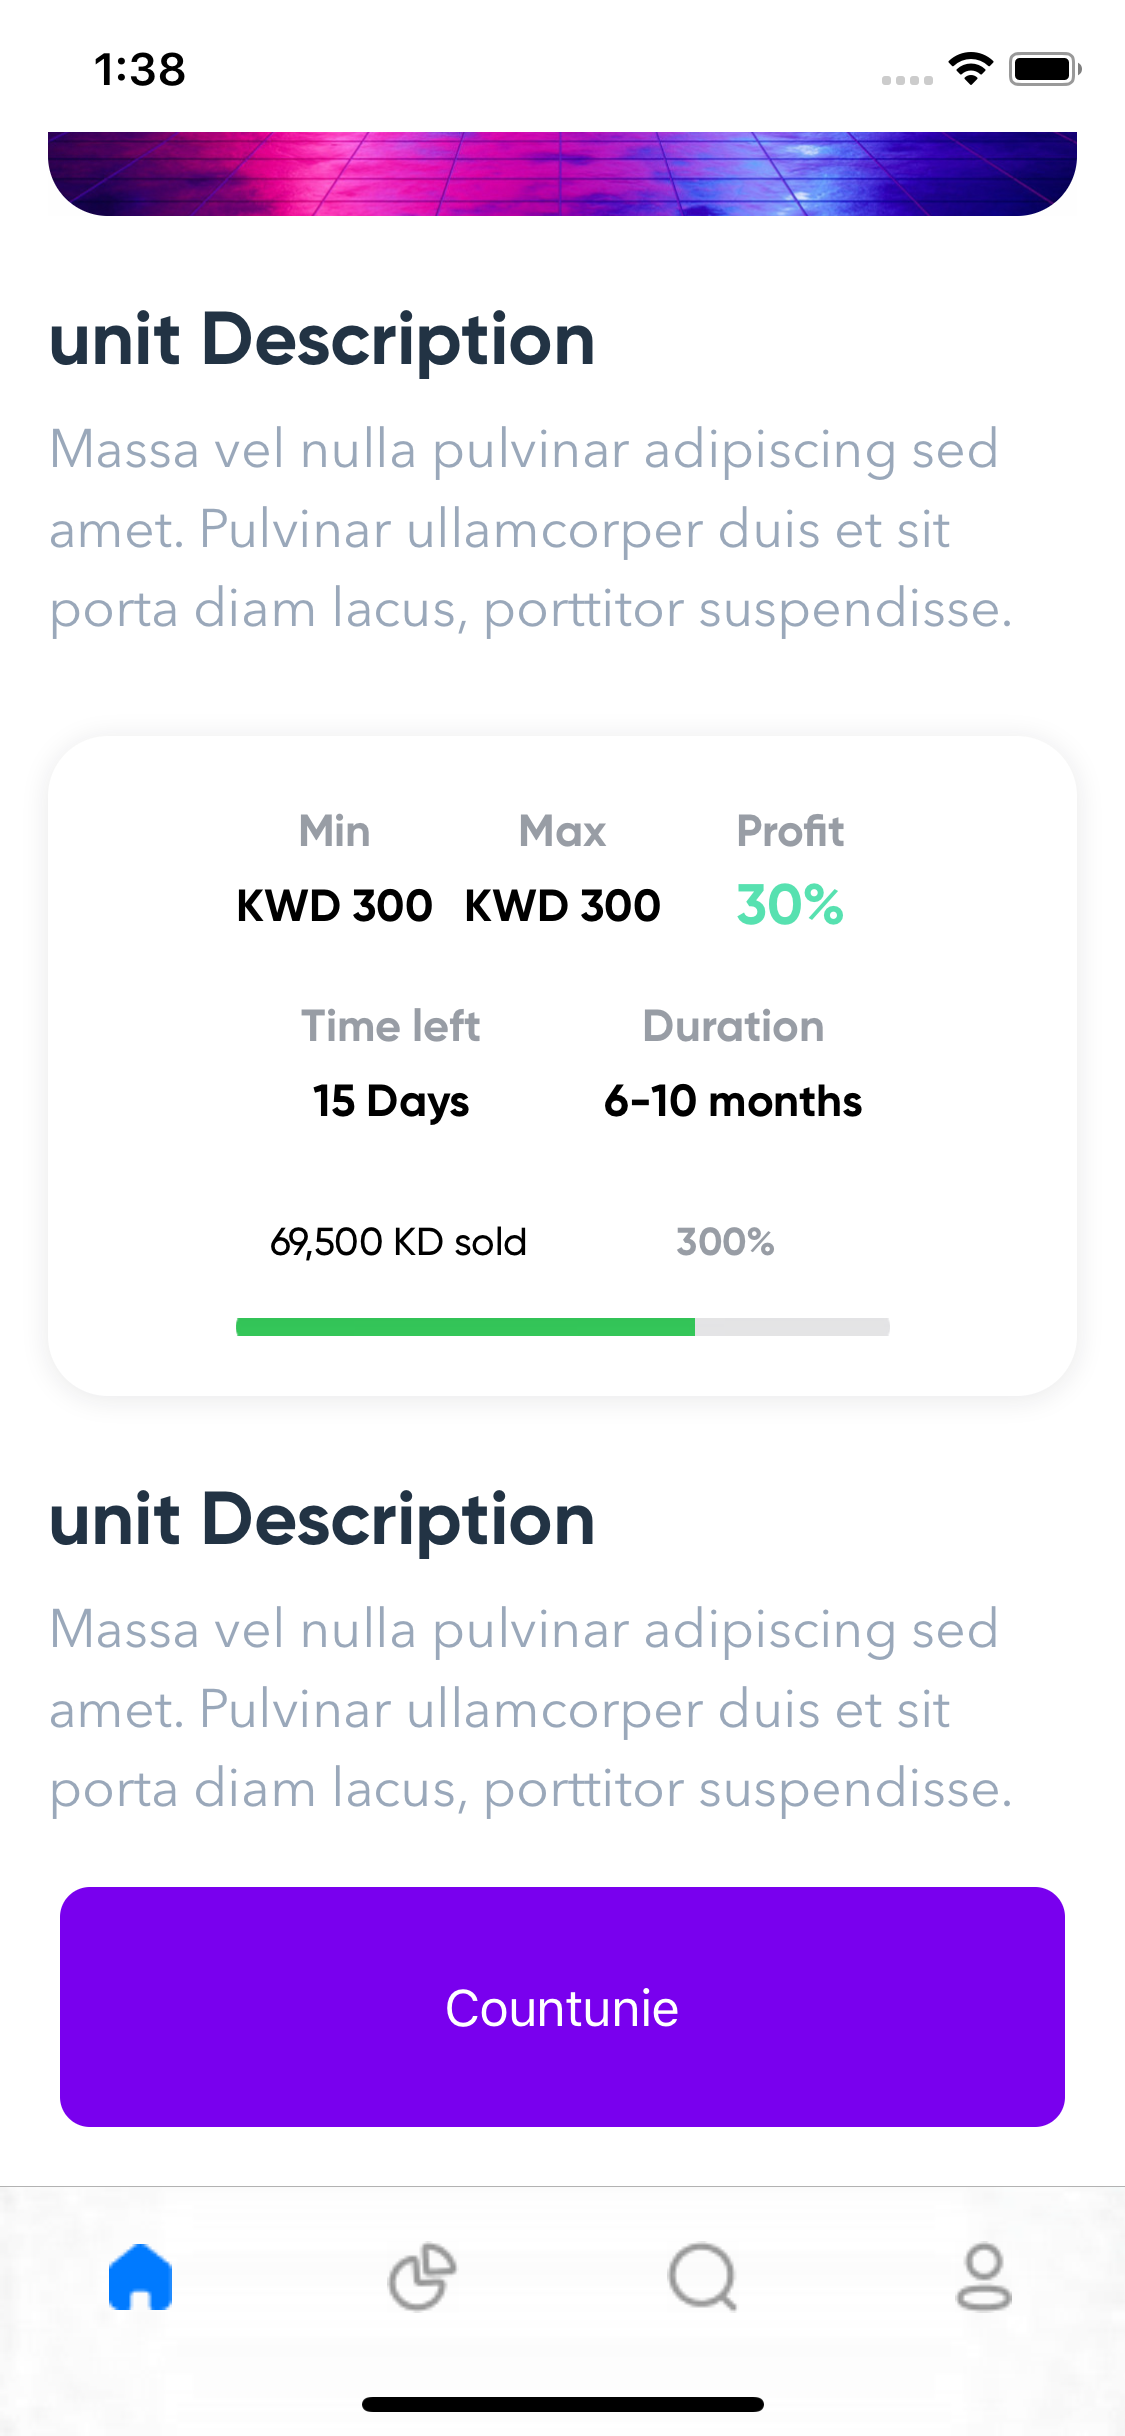 1:38
unit Description
Massa vel nulla pulvinar adipiscing sed
amet. Pulvinar ullamcorper duis et sit
porta diam lacus, porttitor suspendisse.
Min Max Profit
KWD 300 KWD 300 30%
Time left Duration
15 Days 6-10 months
69,500 KD sold 300%
unit Description
Massa vel nulla pulvinar adipiscing sed
amet. Pulvinar ullamcorper duis et sit
porta diam lacus, porttitor suspendisse.
Countunie